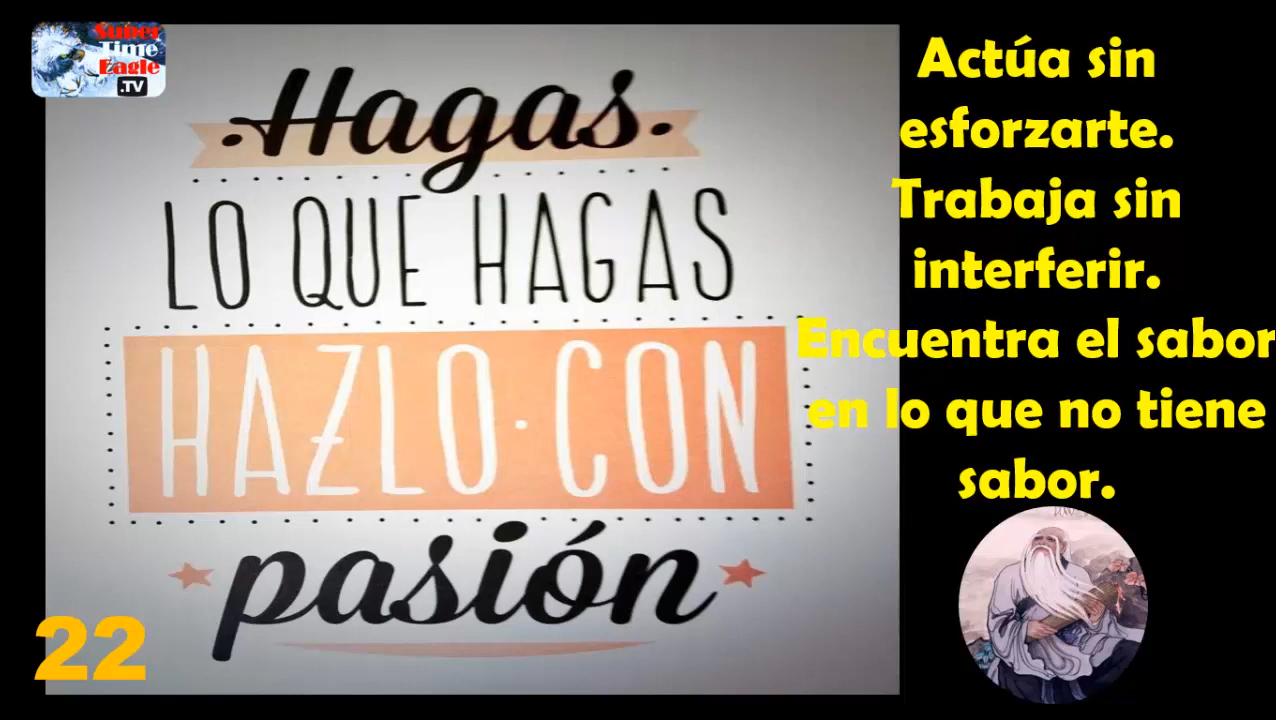 Super
Time
Eagle
.TV
Hagas
LO QUE HAGAS
HAZLO·CON
pasión
22
Actúa sin
esforzarte.
Trabaja sin
interferir.
Encuentra el sabor
en lo que no tiene
sabor.